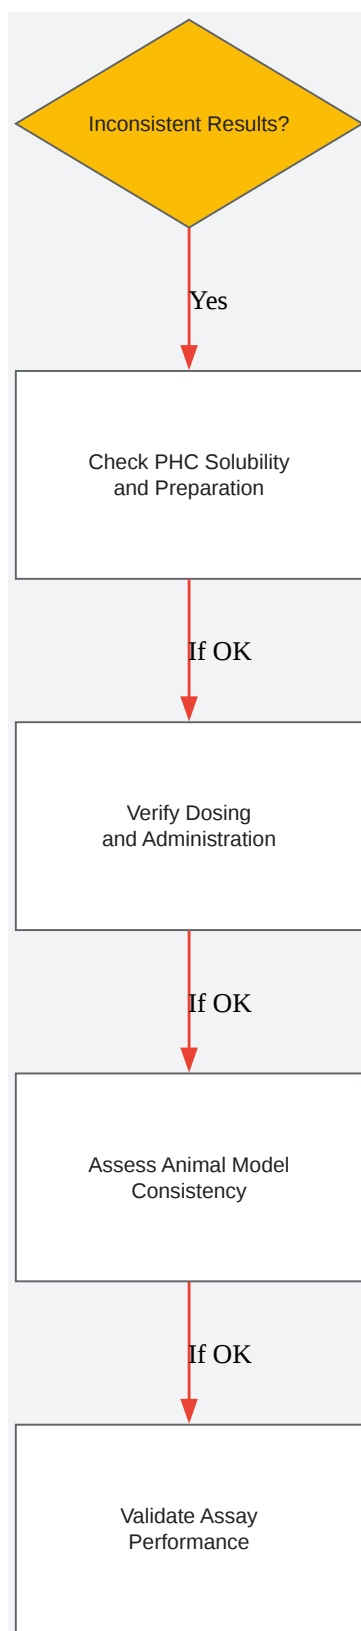 Inconsistent Results?
Yes
Check PHC Solubility
and Preparation
If OK
Verify Dosing
and Administration
If OK
Assess Animal Model
Consistency
If OK
Validate Assay
Performance